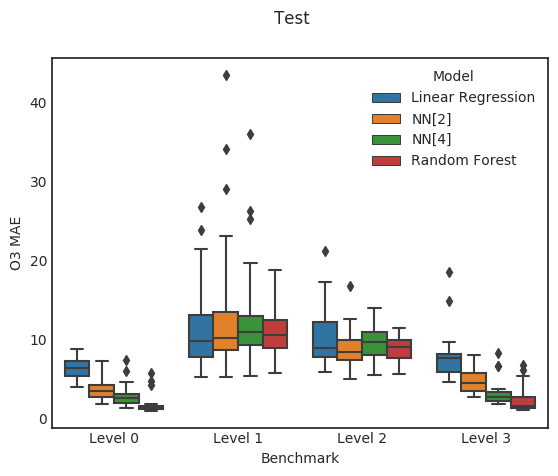 Test
Model
Linear Regression
NN[2]
NN[4]
Random Forest
O3 MAE
40
30
20
10
0
Level 0
Level 1
Level 2
Level 3
Benchmark